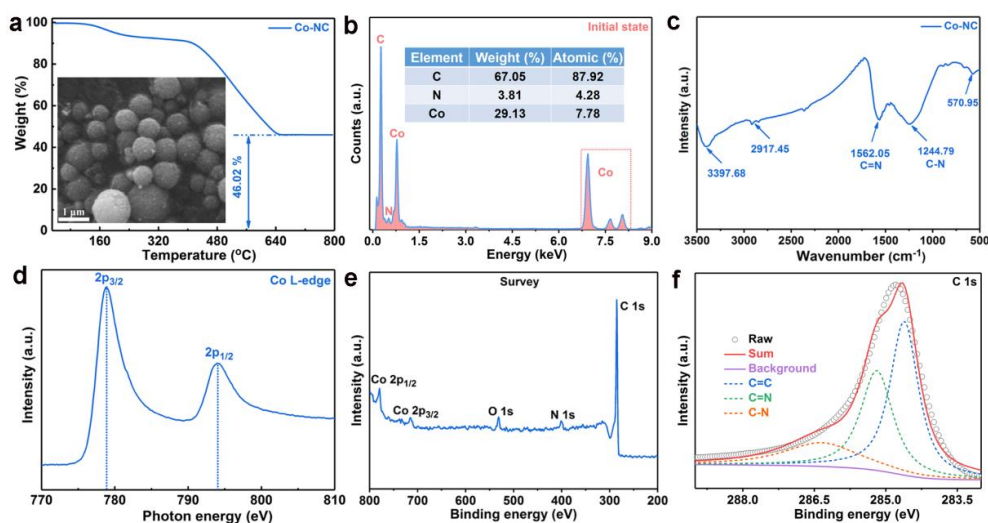 a
Weight (%)
100
80
60
40
20
0
Co-NC
1 μm
46.02 %
0 160 320 480 640 800
Temperature (°C)
b
Counts (a.u.)
Initial state
Element Weight (%) Atomic (%)
C 67.05 87.92
N 3.81 4.28
Co 29.13 7.78
C
N
Co
Co
0.0 1.5 3.0 4.5 6.0 7.5 9.0
Energy (keV)
c
Intensity (a.u.)
Co-NC
3397.68
2917.45
1562.05
C=N
1244.79
C-N
570.95
3500 3000 2500 2000 1500 1000 500
Wavenumber (cm-1)
d
Intensity (a.u.)
Co L-edge
2p3/2
2p1/2
770 780 790 800 810
Photon energy (eV)
e
Survey
Intensity (a.u.)
Co 2p1/2
Co 2p3/2
O 1s
N 1s
C 1s
800 700 600 500 400 300 200
Binding energy (eV)
f
Intensity (a.u.)
C 1s
Raw
Sum
Background
C=C
C=N
C-N
288.0 286.5 285.0 283.5
Binding energy (eV)